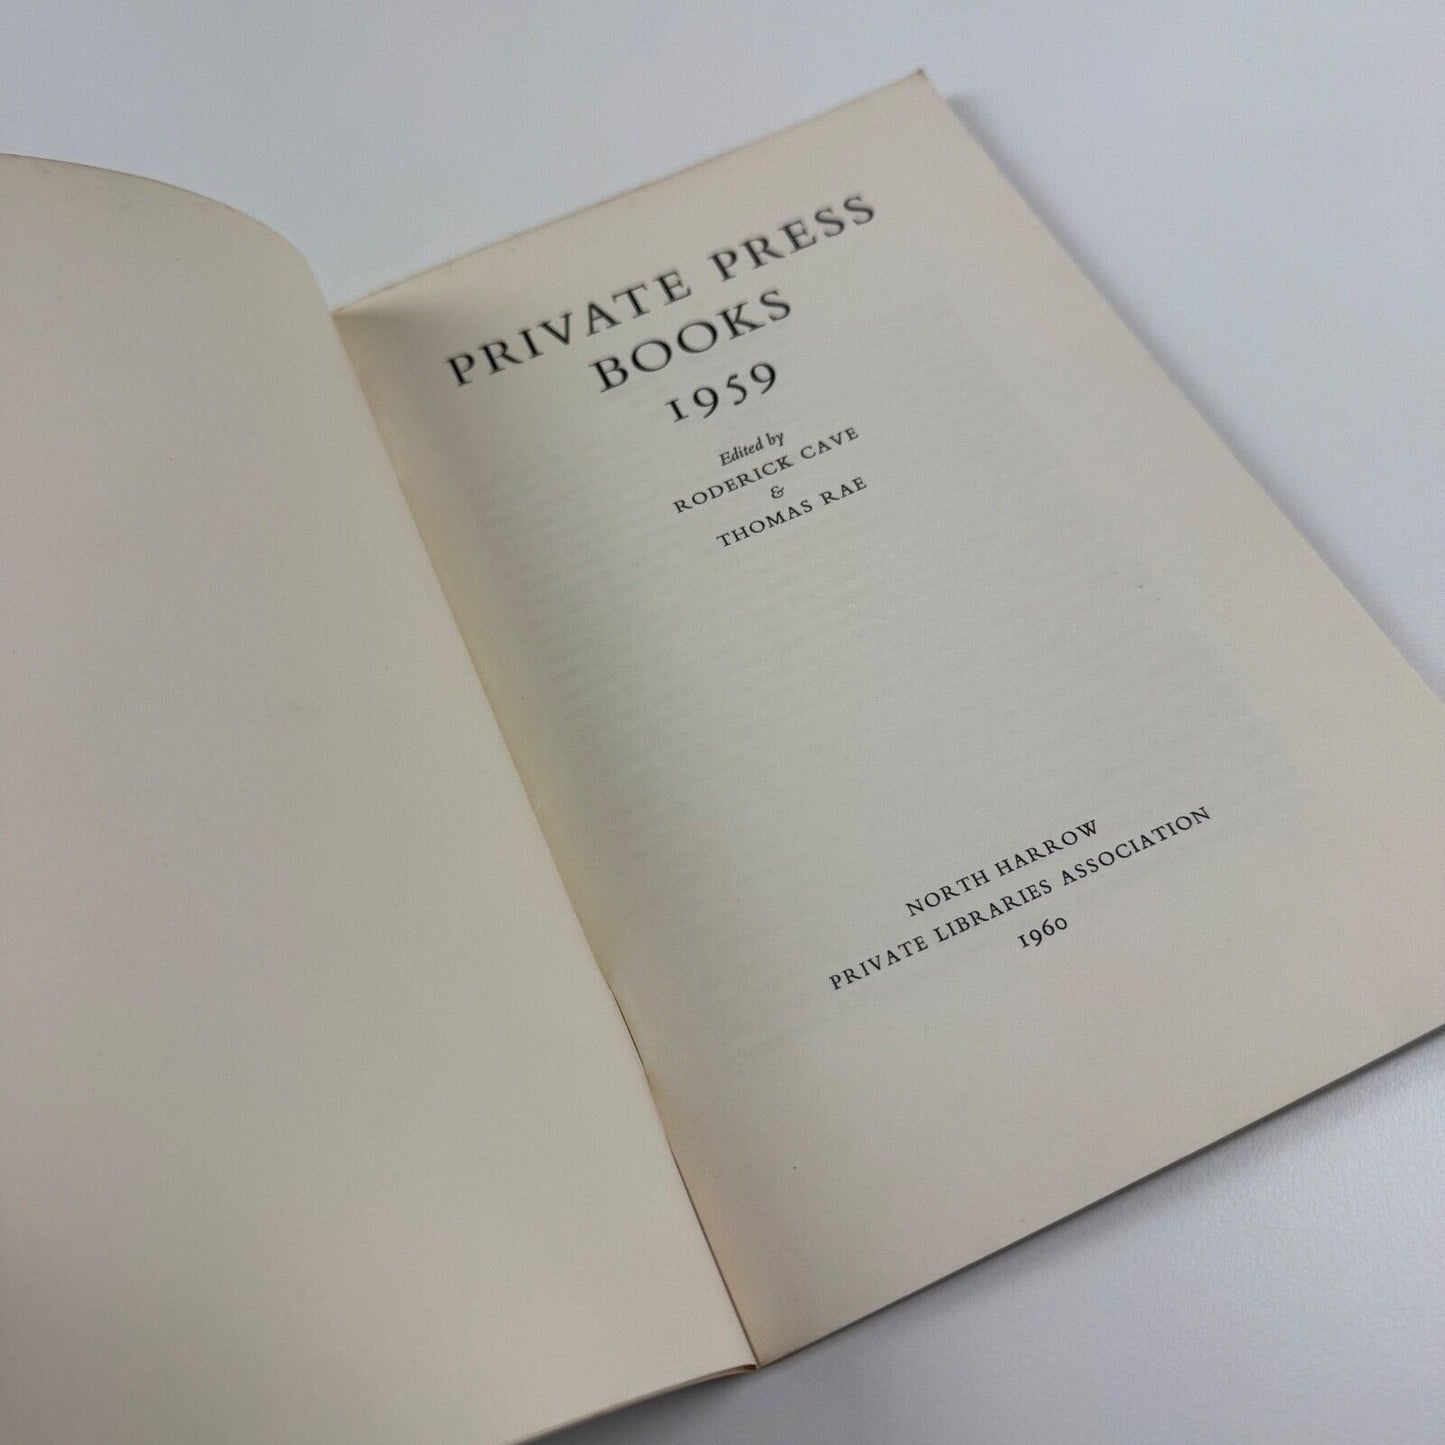 PRIVATE PRESS
BOOKS
1959
Edited by
RODERICK CAVE
&
THOMAS RAE
NORTH HARROW
PRIVATE LIBRARIES ASSOCIATION
1960